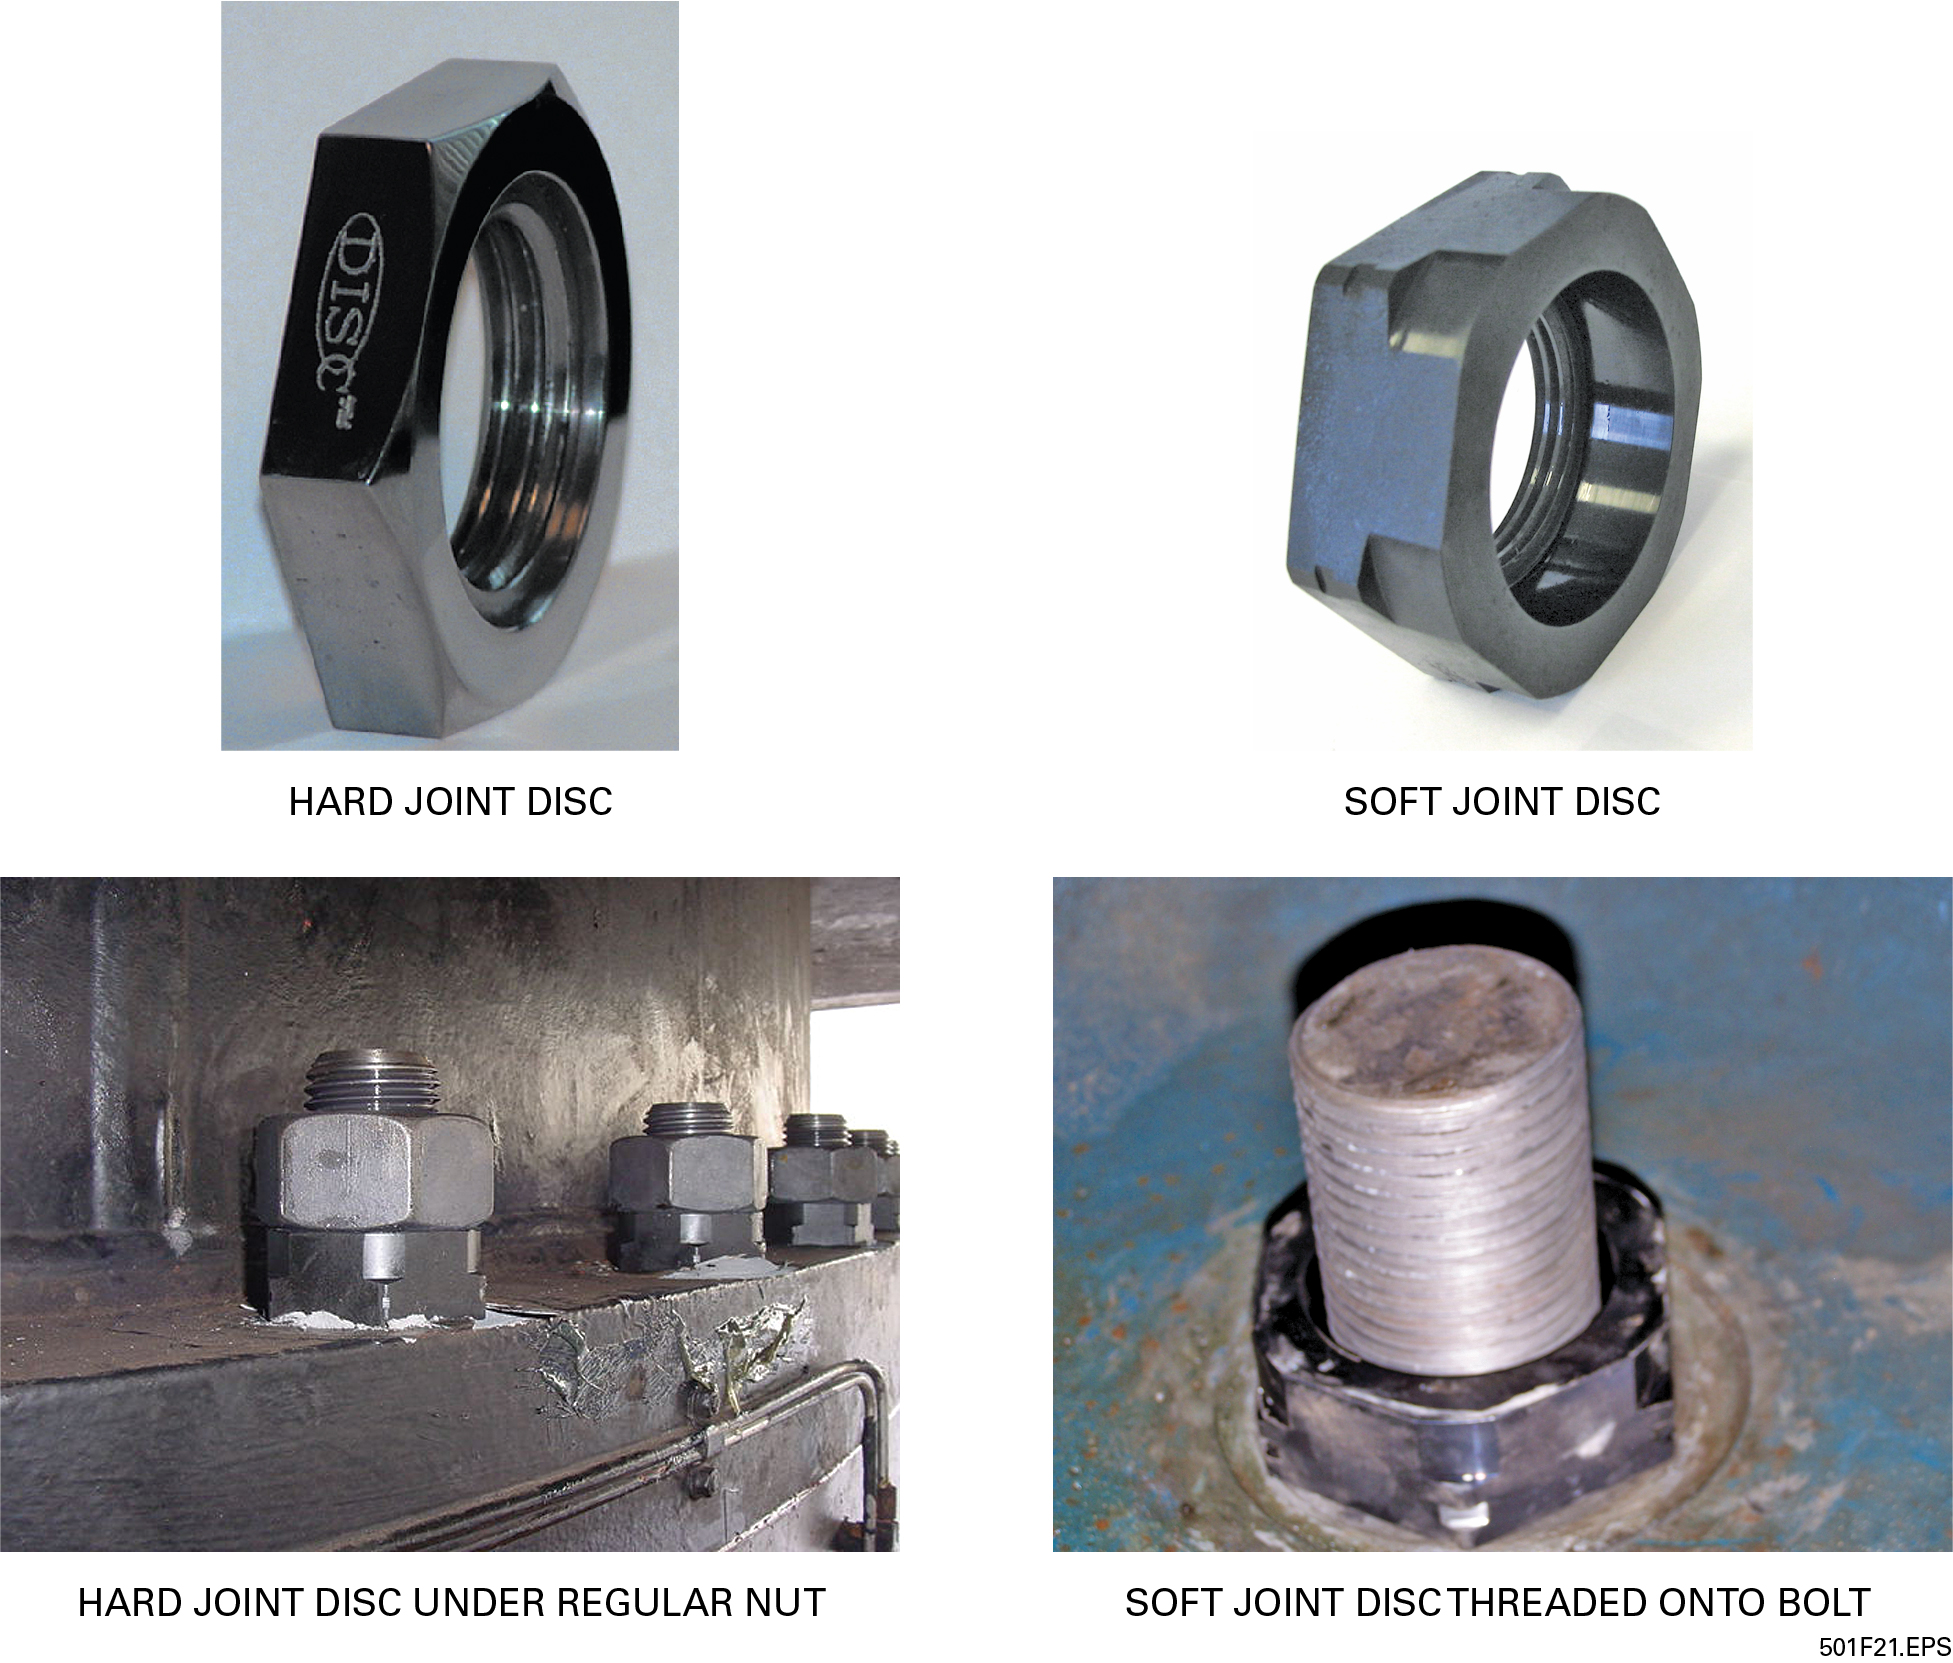 DISC™
HARD JOINT DISC
SOFT JOINT DISC
HARD JOINT DISC UNDER REGULAR NUT
SOFT JOINT DISC THREADED ONTO BOLT
501F21.EPS